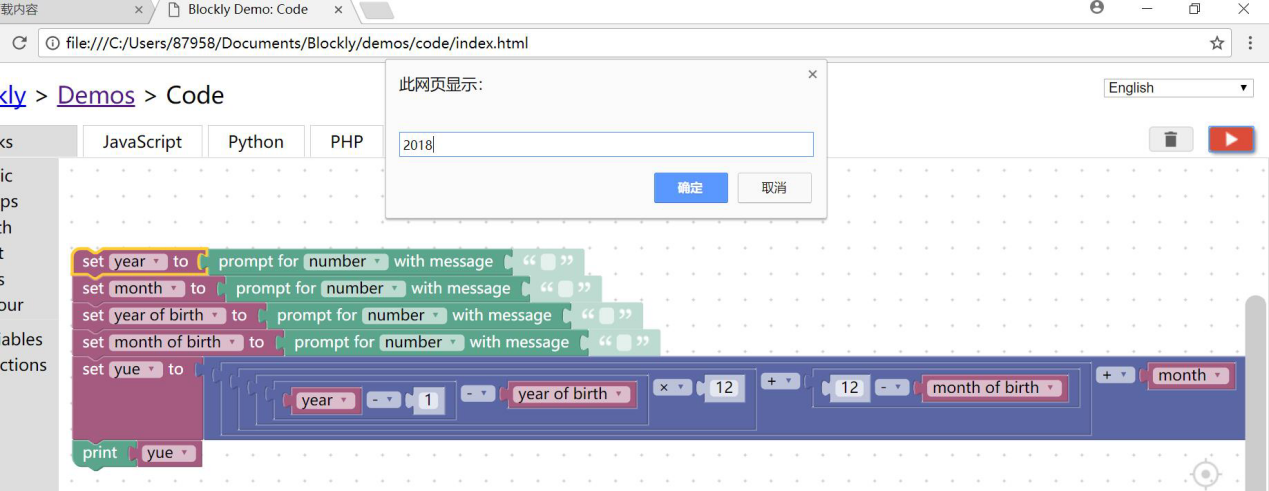 载内容 × Blockly Demo: Code ×
file:///C:/Users/87958/Documents/Blockly/demos/code/index.html
此网页显示: ×
2018
确定 取消
kly > Demos > Code English
ks JavaScript Python PHP
ic
ps
th
t
s
our
iables
ctions
set year to prompt for number with message “ ”
set month to prompt for number with message “ ”
set year of birth to prompt for number with message “ ”
set month of birth to prompt for number with message “ ”
set yue to year - 1 - year of birth × 12 + 12 - month of birth + month
print yue